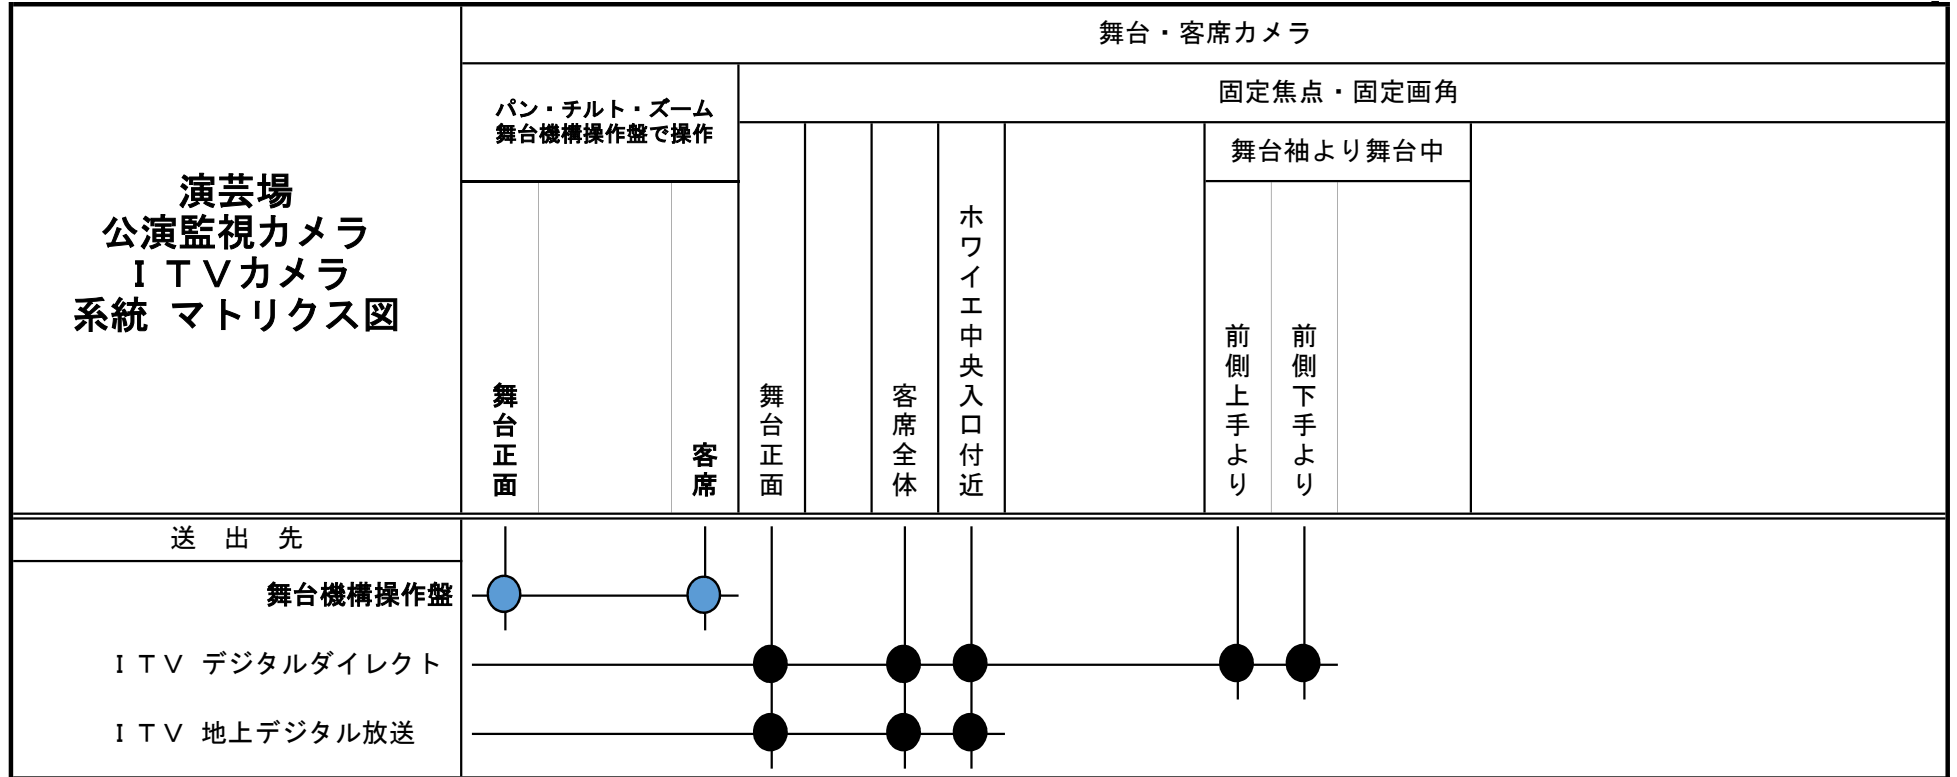 舞台・客席カメラ
パン・チルト・ズーム
舞台機構操作盤で操作
固定焦点・固定画角
舞台袖より舞台中
演芸場
公演監視カメラ
ＩＴＶカメラ
系統 マトリクス図
舞台正面
客席
舞台正面
客席全体
ホワイエ中央入口付近
前側上手より
前側下手より
送 出 先
舞台機構操作盤
ＩＴＶ デジタルダイレクト
ＩＴＶ 地上デジタル放送